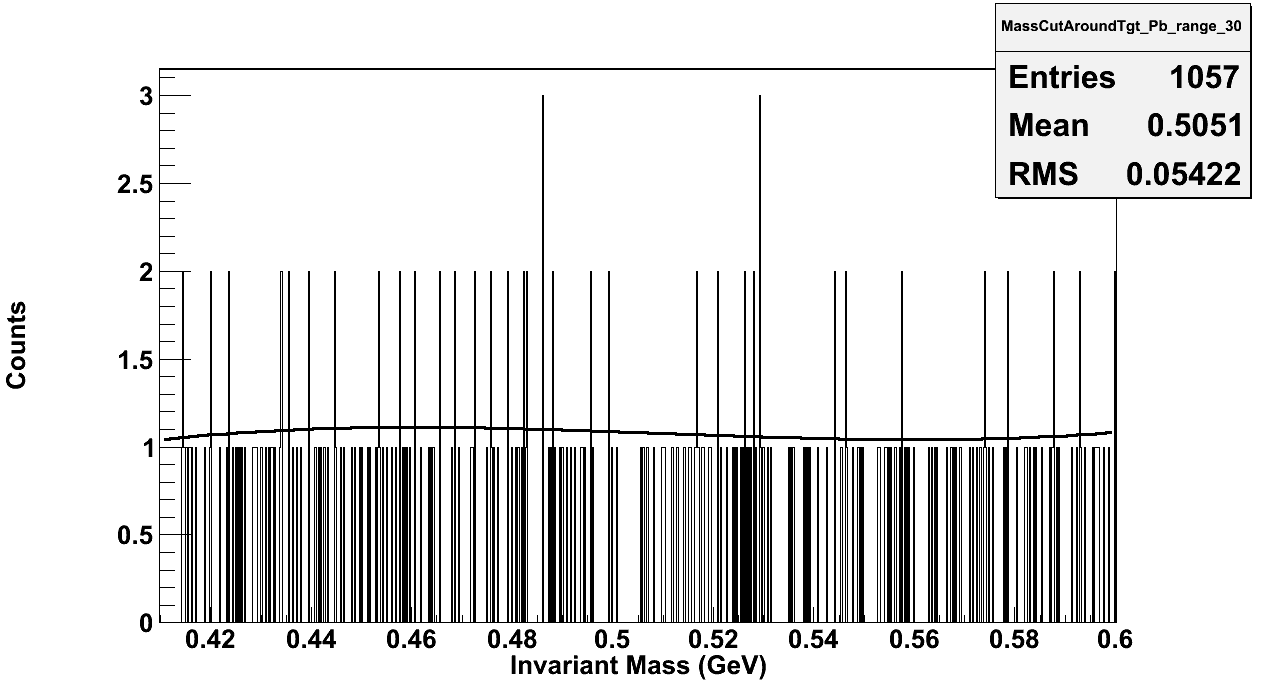 MassCutAroundTgt_Pb_range_30
Entries 1057
Mean 0.5051
RMS 0.05422
3
2.5
2
1.5
1
0.5
0
Counts
0.42 0.44 0.46 0.48 0.5 0.52 0.54 0.56 0.58 0.6
Invariant Mass (GeV)